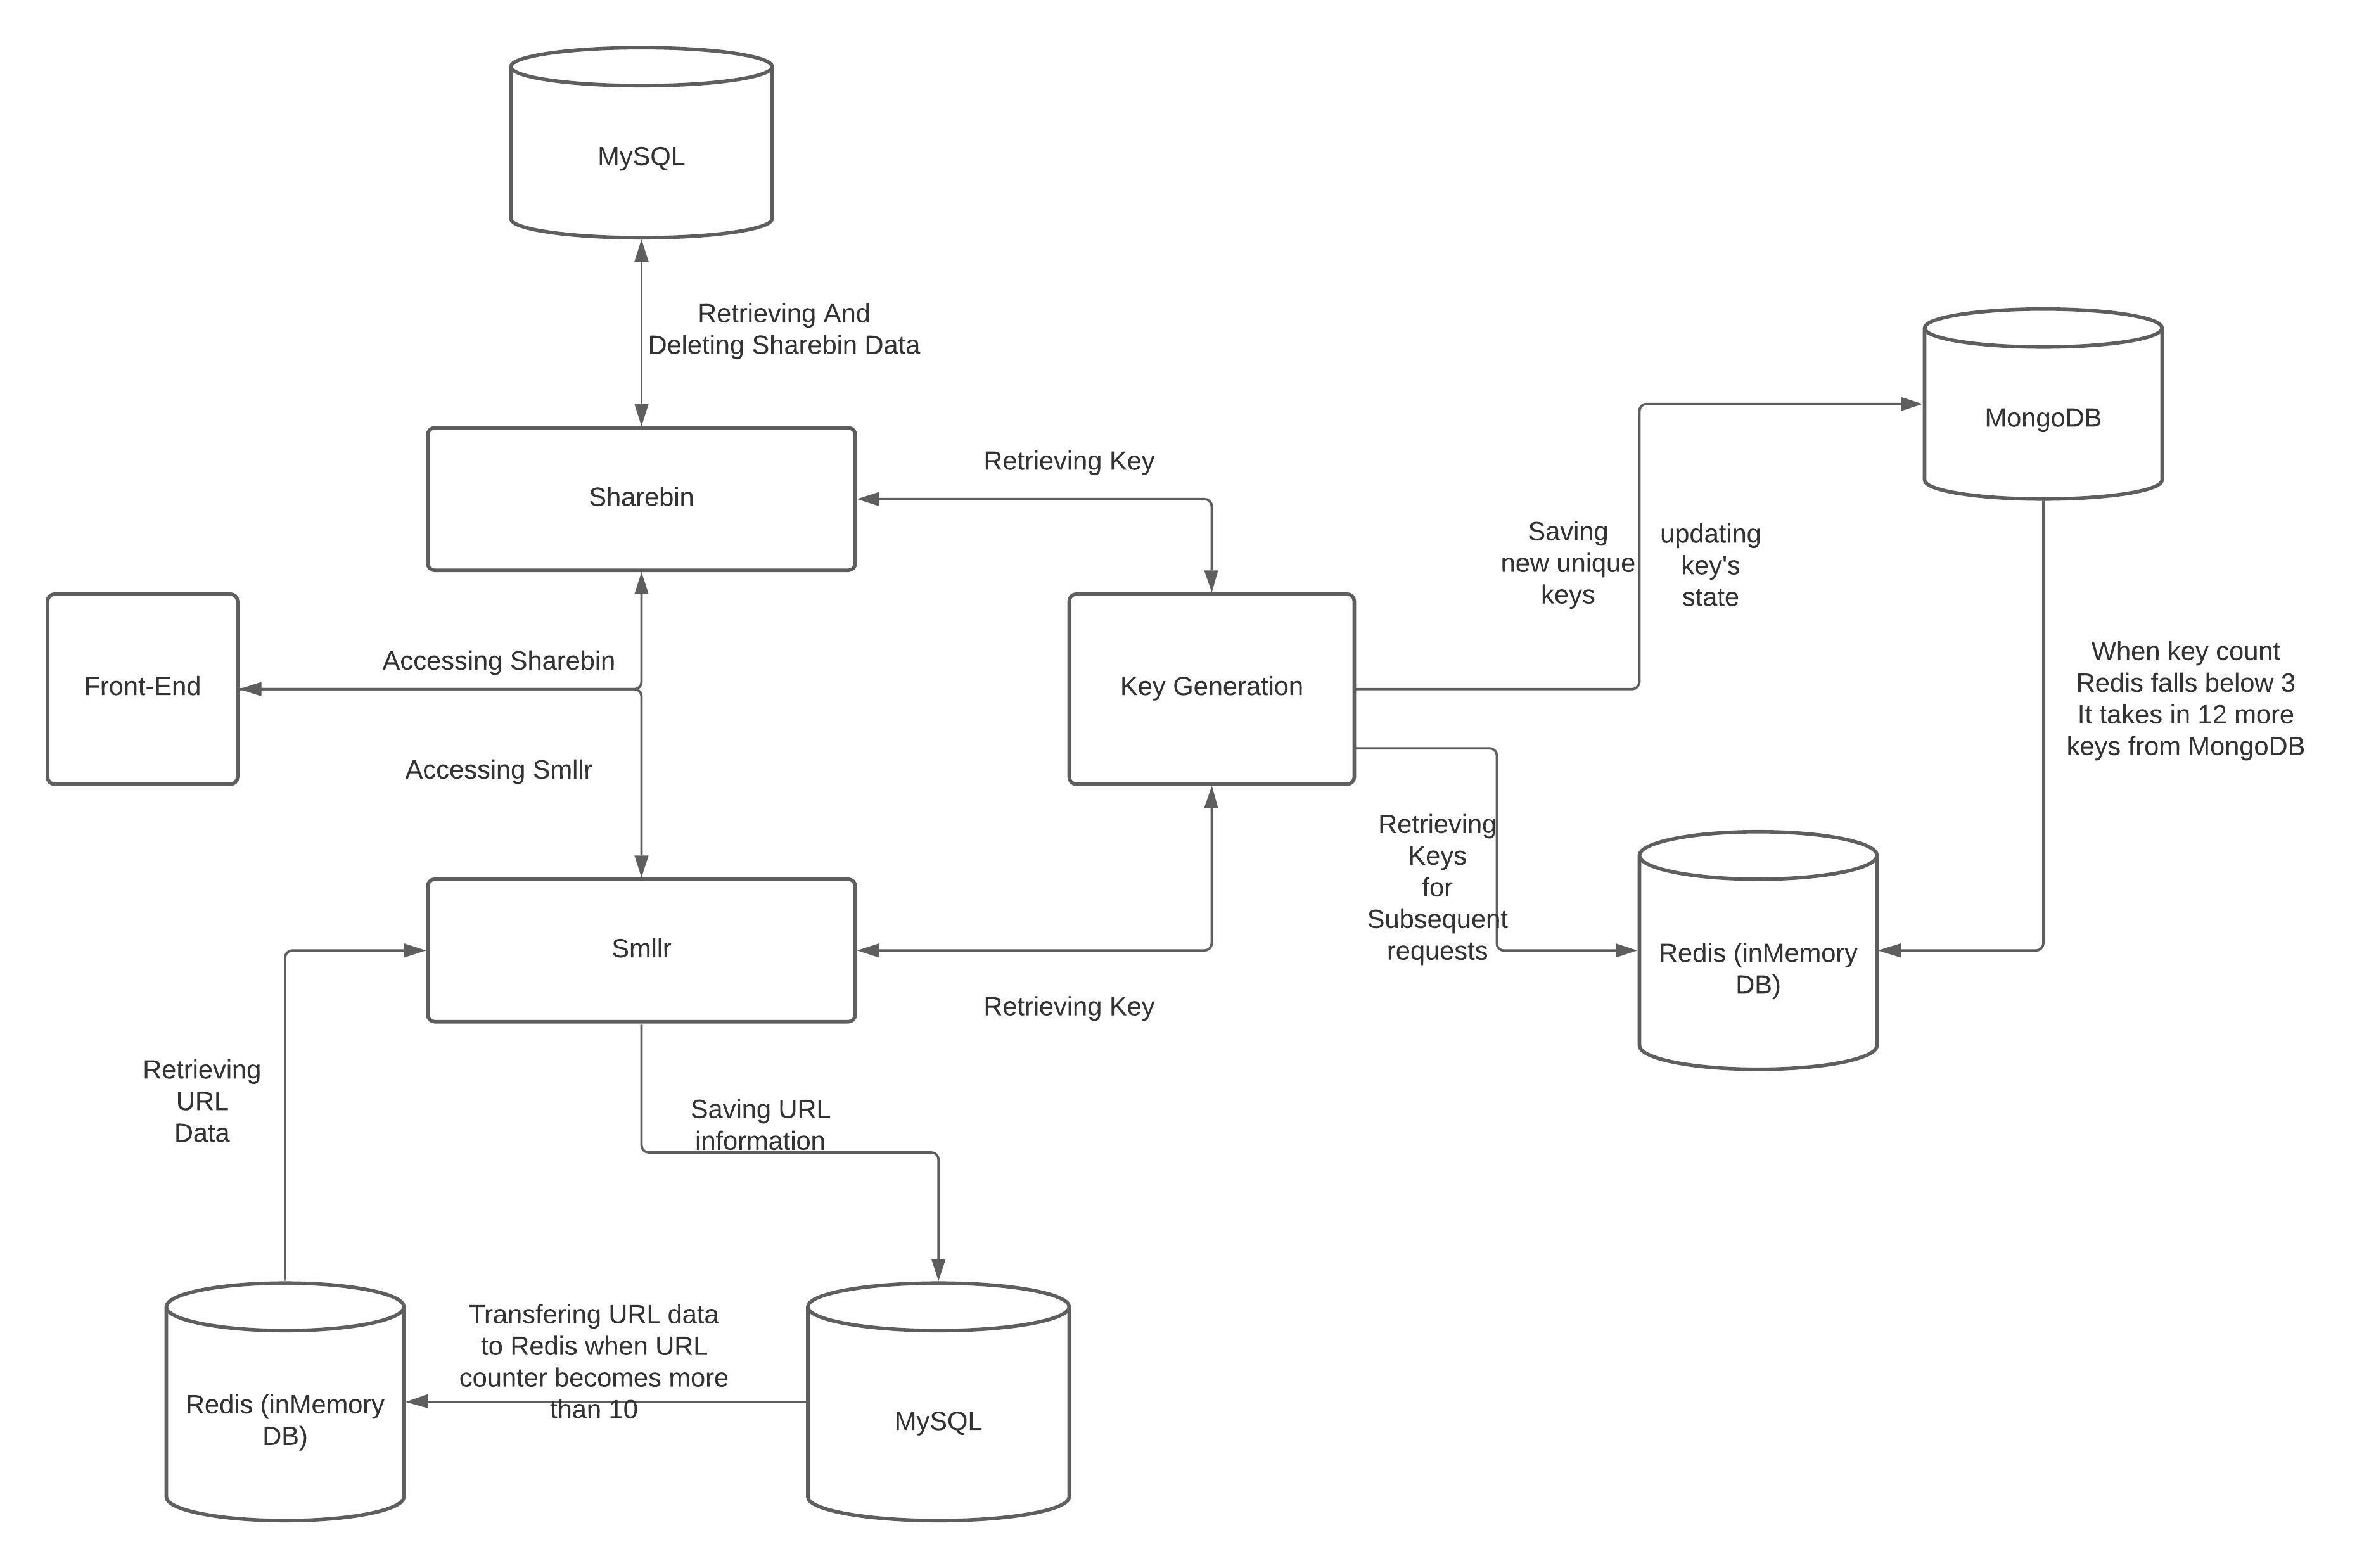 MySQL
Retrieving And
Deleting Sharebin Data
Sharebin
Retrieving Key
MongoDB
Saving
new unique
keys
updating
key's
state
Front-End
Accessing Sharebin
Accessing Smllr
Key Generation
When key count
Redis falls below 3
It takes in 12 more
keys from MongoDB
Retrieving
Keys
for
Subsequent
requests
Redis (inMemory
DB)
Smllr
Retrieving Key
Retrieving
URL
Data
Saving URL
information
Transfering URL data
to Redis when URL
counter becomes more
than 10
Redis (inMemory
DB)
MySQL